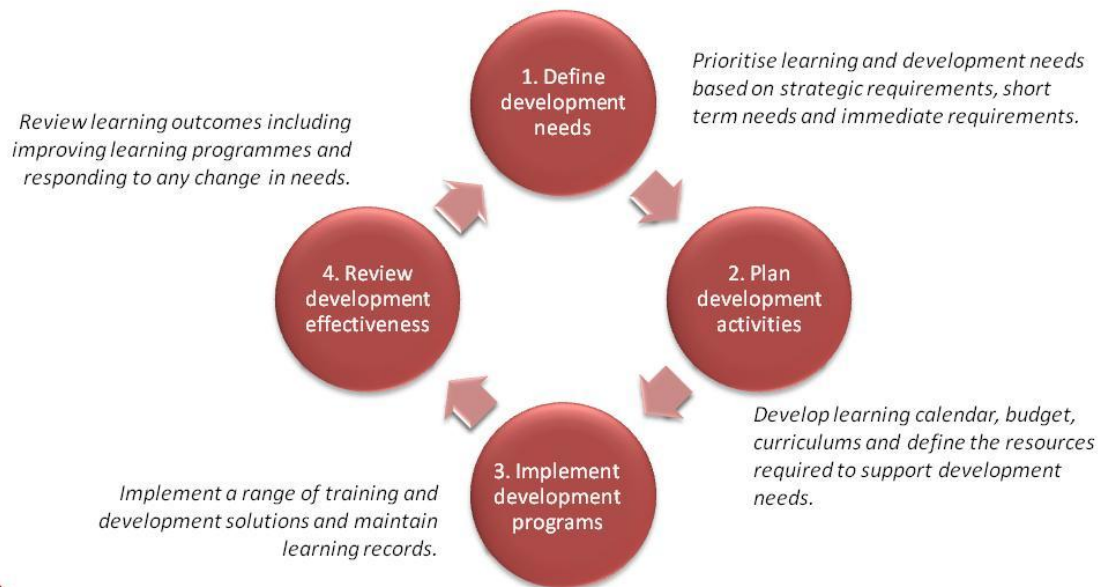 1. Define
development
needs
Prioritise learning and development needs
based on strategic requirements, short
term needs and immediate requirements.
2. Plan
development
activities
Develop learning calendar, budget,
curriculums and define the resources
required to support development
needs.
3. Implement
development
programs
Implement a range of training and
development solutions and maintain
learning records.
4. Review
development
effectiveness
Review learning outcomes including
improving learning programmes and
responding to any change in needs.